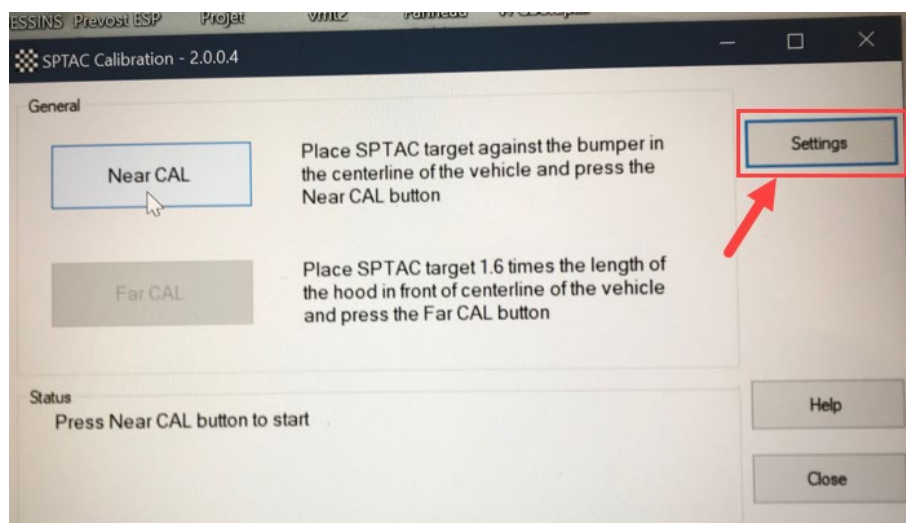 ESSINS Prevost ESP Projet
SPTAC Calibration - 2.0.0.4
General
Near CAL
Place SPTAC target against the bumper in
the centerline of the vehicle and press the
Near CAL button
Settings
Far CAL
Place SPTAC target 1.6 times the length of
the hood in front of centerline of the vehicle
and press the Far CAL button
Status
Press Near CAL button to start
Help
Close